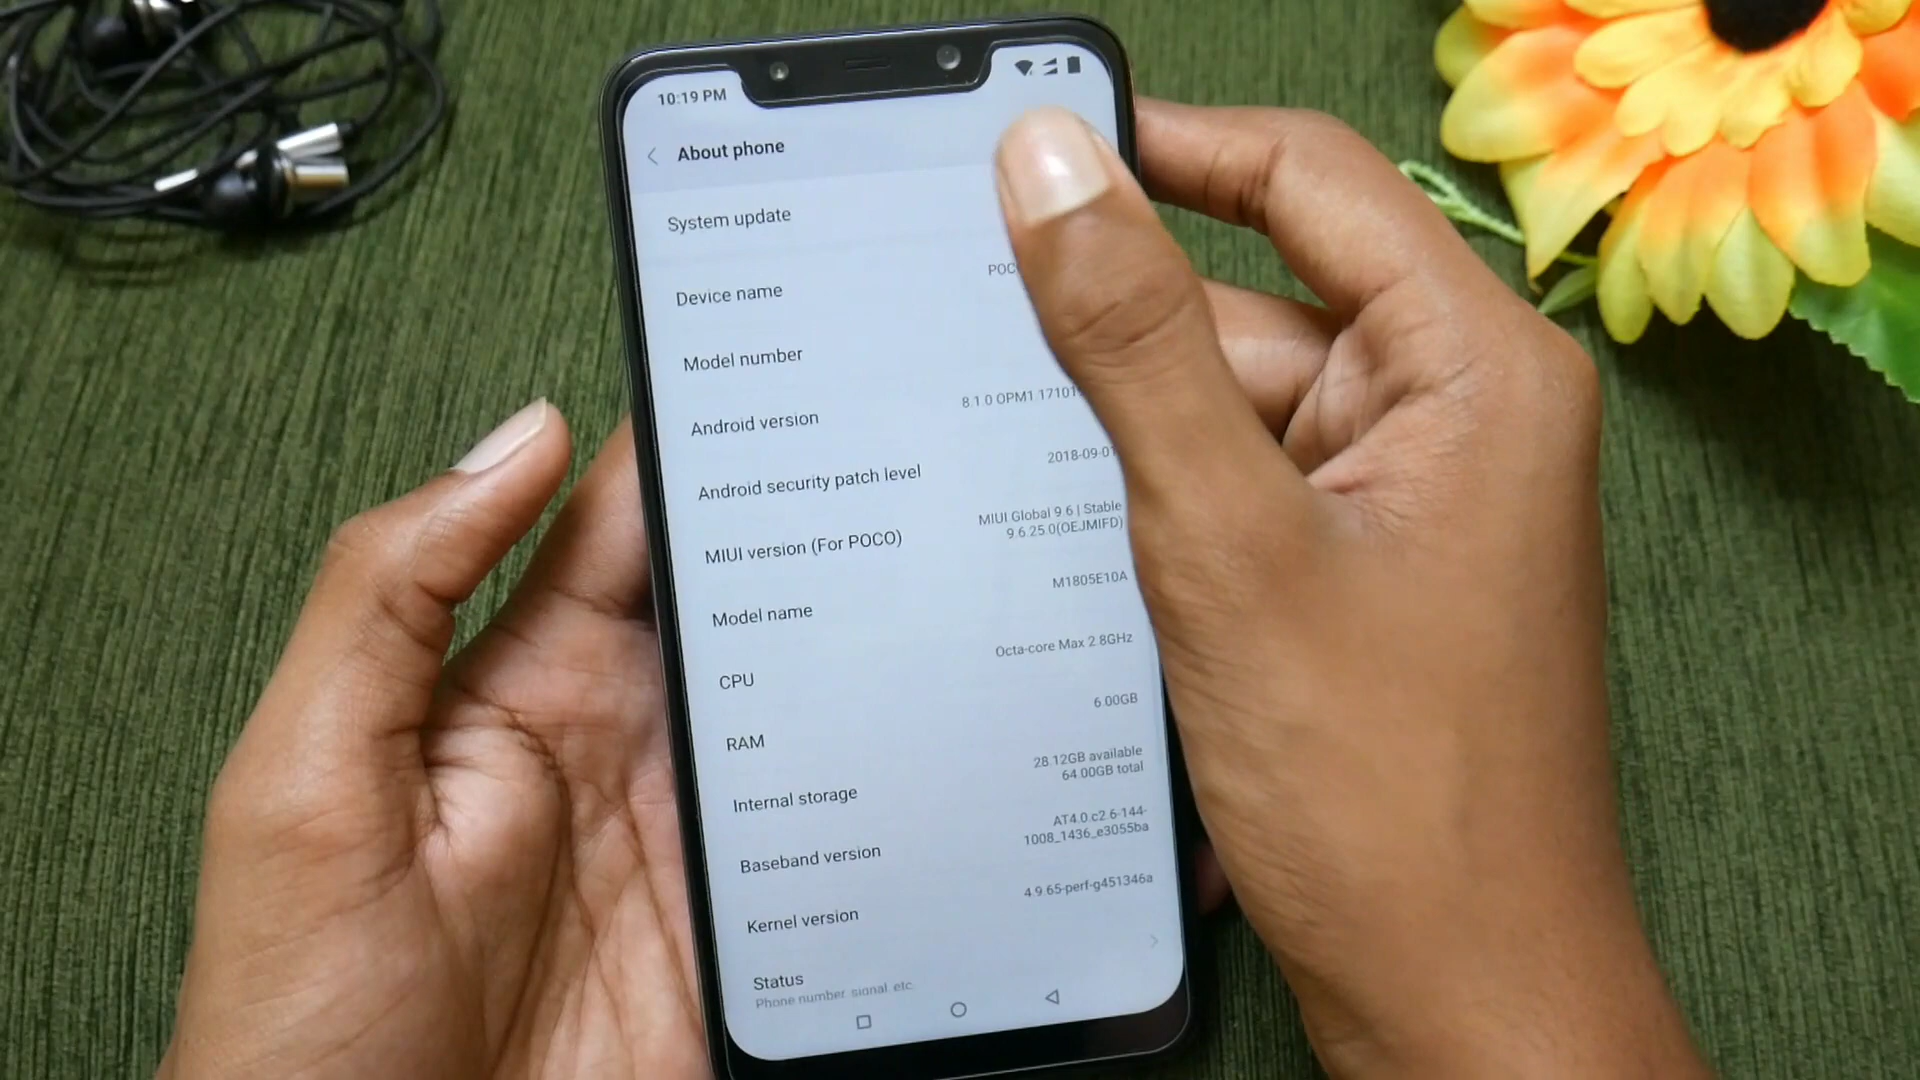 10:19 PM
About phone
System update
Device name
Model number
Android version
8.1.0 OPM1
Android security patch level
2018-09-01
MIUI version (For POCO)
MIUI Global 9.6 | Stable
9.6.25.0(OEJMIFD)
Model name
M1805E10A
CPU
Octa-core Max 2.8GHz
RAM
6.00GB
Internal storage
28.12GB available
64.00GB total
Baseband version
AT4.0.c2.6-144-
1008_1436_e3055ba
Kernel version
4.9.65-perf-g451346a
Status
Phone number, signal, etc.